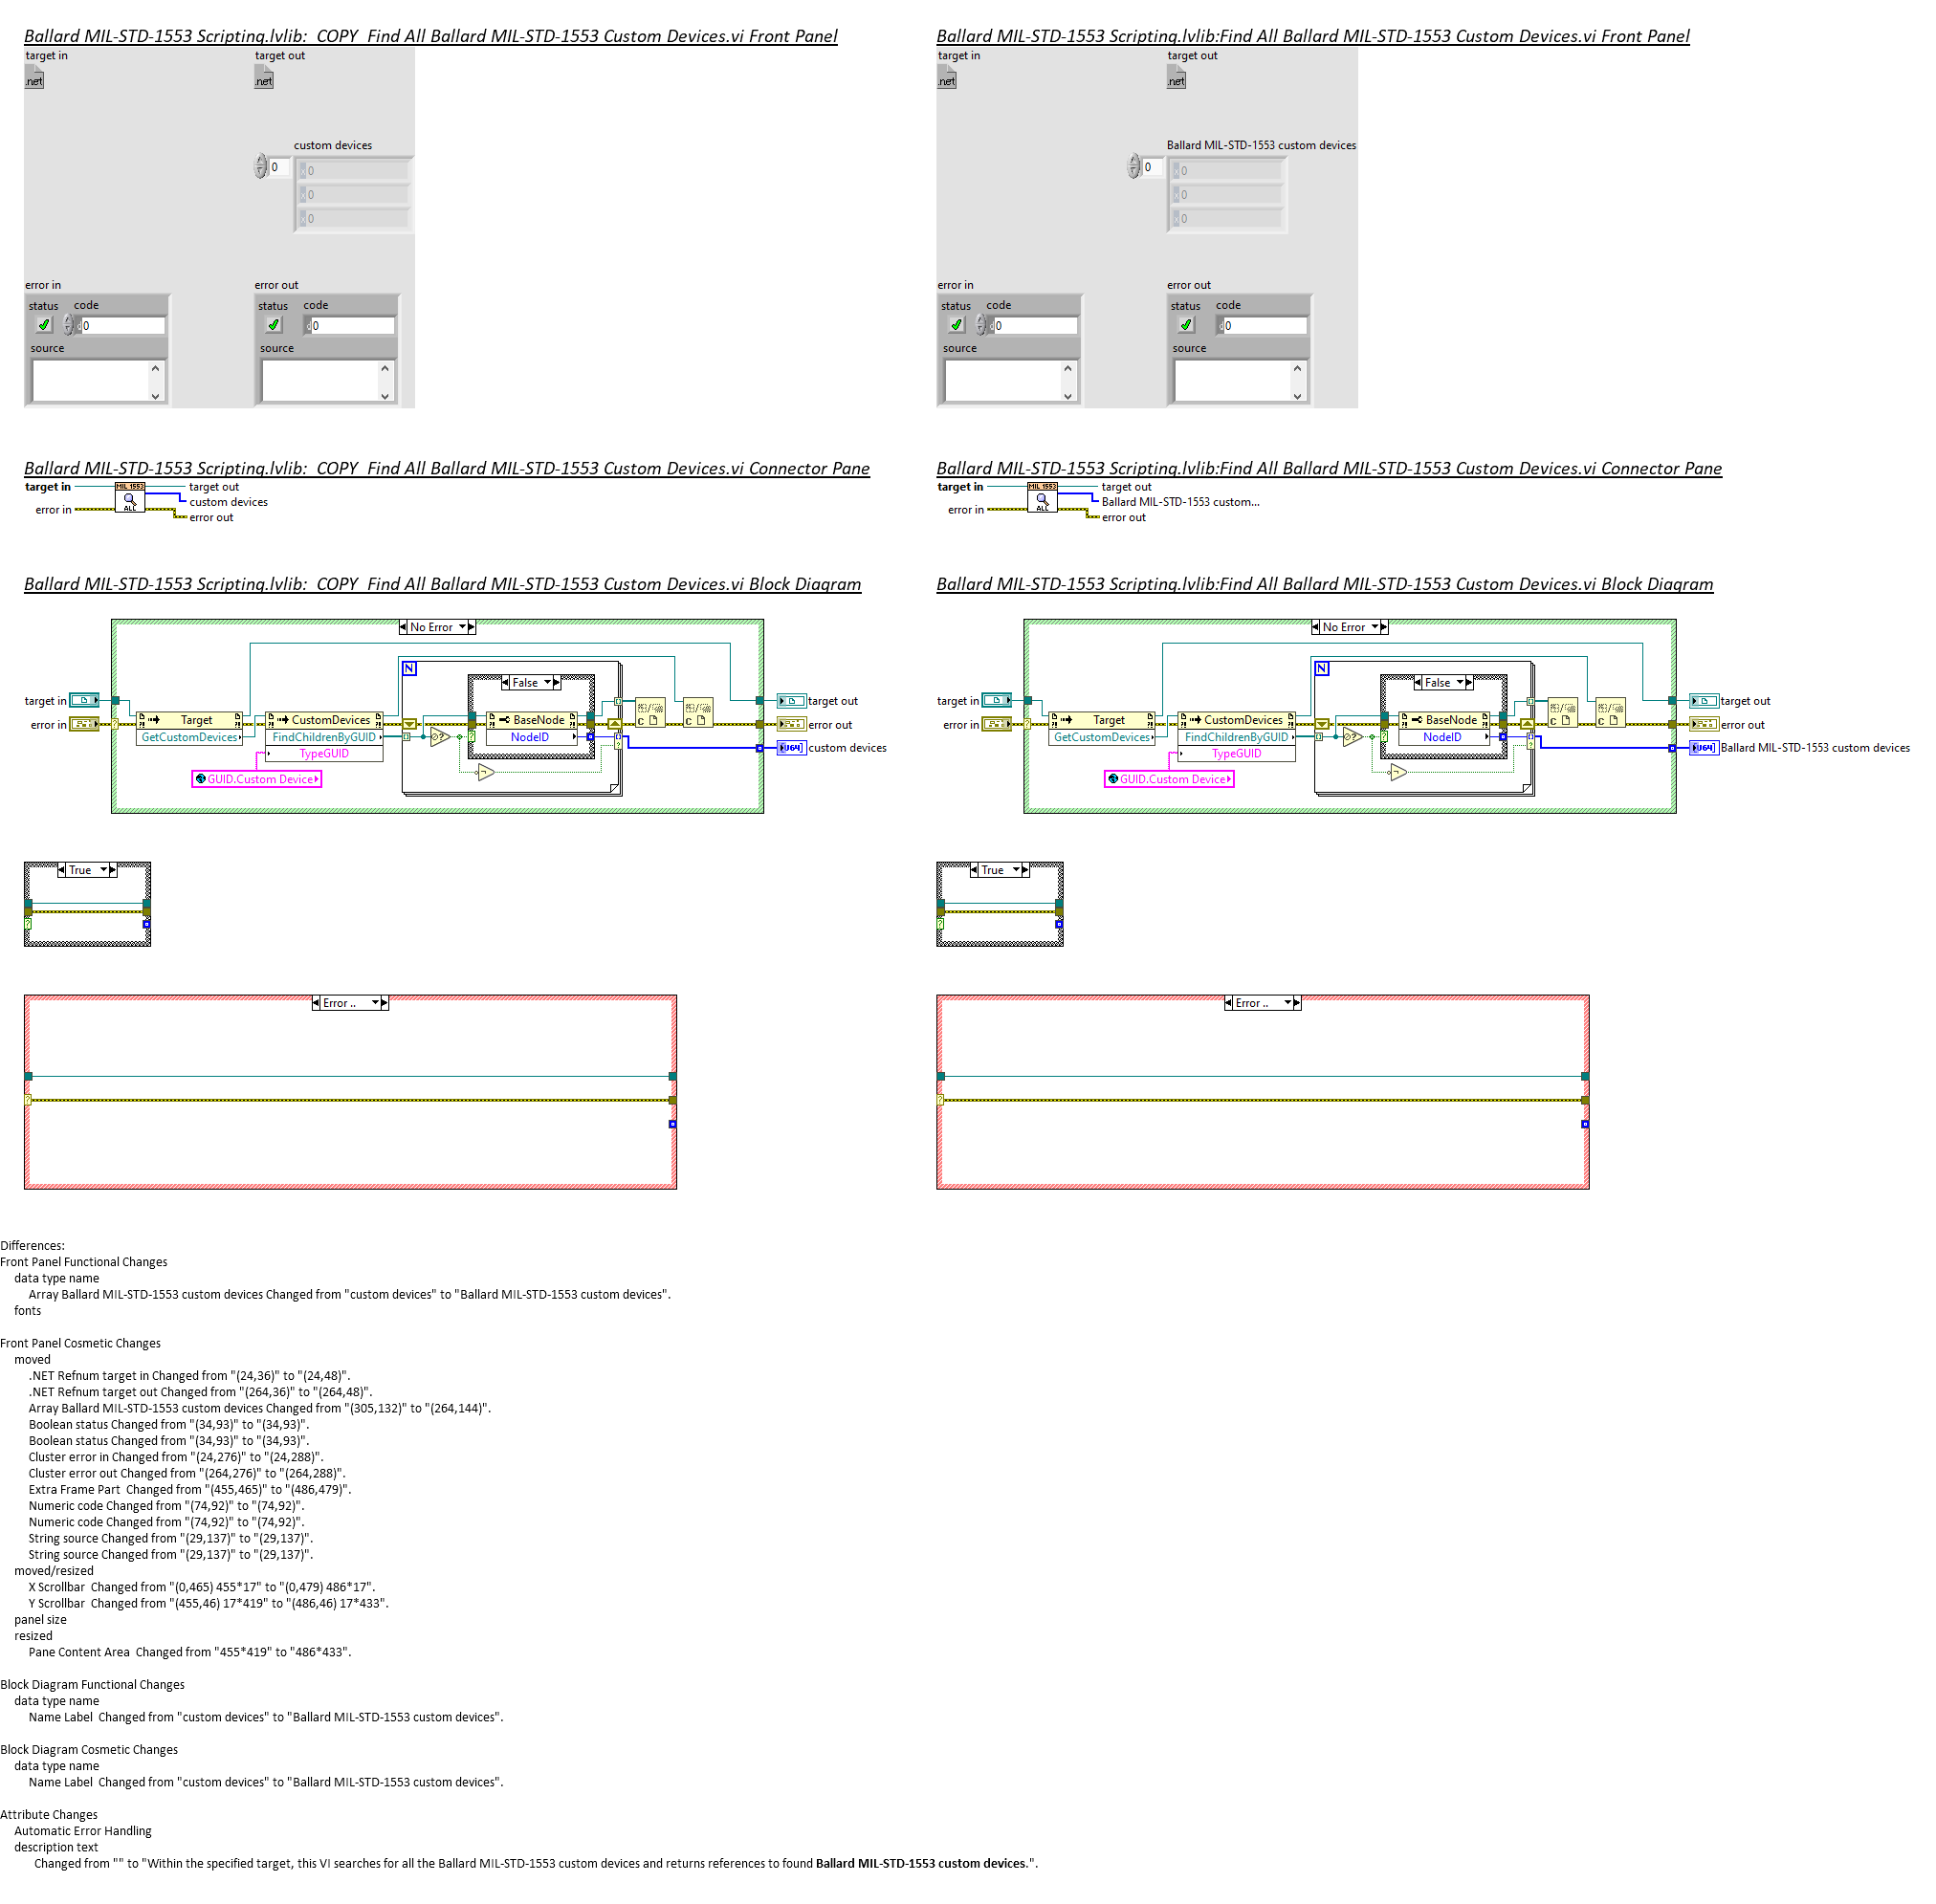 Ballard MIL-STD-1553 Scripting.lvlib:  COPY  Find All Ballard MIL-STD-1553 Custom Devices.vi Front Panel
target in
target out
.net
.net
custom devices
0
0
0
0
error in
error out
status
code
status
code
0
0
source
source
Ballard MIL-STD-1553 Scripting.lvlib:Find All Ballard MIL-STD-1553 Custom Devices.vi Front Panel
target in
target out
.net
.net
Ballard MIL-STD-1553 custom devices
0
0
0
0
error in
error out
status
code
status
code
0
0
source
source
Ballard MIL-STD-1553 Scripting.lvlib:  COPY  Find All Ballard MIL-STD-1553 Custom Devices.vi Connector Pane
target in
MIL 1553
ALL
target out
custom devices
error in
error out
Ballard MIL-STD-1553 Scripting.lvlib:Find All Ballard MIL-STD-1553 Custom Devices.vi Connector Pane
target in
MIL 1553
ALL
target out
Ballard MIL-STD-1553 custom...
error in
error out
Ballard MIL-STD-1553 Scripting.lvlib:  COPY  Find All Ballard MIL-STD-1553 Custom Devices.vi Block Diagram
No Error
N
False
target in
target out
error in
Target
CustomDevices
BaseNode
error out
GetCustomDevices
FindChildrenByGUID
NodeID
U64
custom devices
TypeGUID
GUID.Custom Device
True
Error ..
Ballard MIL-STD-1553 Scripting.lvlib:Find All Ballard MIL-STD-1553 Custom Devices.vi Block Diagram
No Error
N
False
target in
target out
error in
Target
CustomDevices
BaseNode
error out
GetCustomDevices
FindChildrenByGUID
NodeID
U64
Ballard MIL-STD-1553 custom devices
TypeGUID
GUID.Custom Device
True
Error ..
Differences:
Front Panel Functional Changes
data type name
Array Ballard MIL-STD-1553 custom devices Changed from "custom devices" to "Ballard MIL-STD-1553 custom devices".
fonts
Front Panel Cosmetic Changes
moved
.NET Refnum target in Changed from "(24,36)" to "(24,48)".
.NET Refnum target out Changed from "(264,36)" to "(264,48)".
Array Ballard MIL-STD-1553 custom devices Changed from "(305,132)" to "(264,144)".
Boolean status Changed from "(34,93)" to "(34,93)".
Boolean status Changed from "(34,93)" to "(34,93)".
Cluster error in Changed from "(24,276)" to "(24,288)".
Cluster error out Changed from "(264,276)" to "(264,288)".
Extra Frame Part  Changed from "(455,465)" to "(486,479)".
Numeric code Changed from "(74,92)" to "(74,92)".
Numeric code Changed from "(74,92)" to "(74,92)".
String source Changed from "(29,137)" to "(29,137)".
String source Changed from "(29,137)" to "(29,137)".
moved/resized
X Scrollbar  Changed from "(0,465) 455*17" to "(0,479) 486*17".
Y Scrollbar  Changed from "(455,46) 17*419" to "(486,46) 17*433".
panel size
resized
Pane Content Area  Changed from "455*419" to "486*433".
Block Diagram Functional Changes
data type name
Name Label  Changed from "custom devices" to "Ballard MIL-STD-1553 custom devices".
Block Diagram Cosmetic Changes
data type name
Name Label  Changed from "custom devices" to "Ballard MIL-STD-1553 custom devices".
Attribute Changes
Automatic Error Handling
description text
Changed from "" to "Within the specified target, this VI searches for all the Ballard MIL-STD-1553 custom devices and returns references to found Ballard MIL-STD-1553 custom devices.".